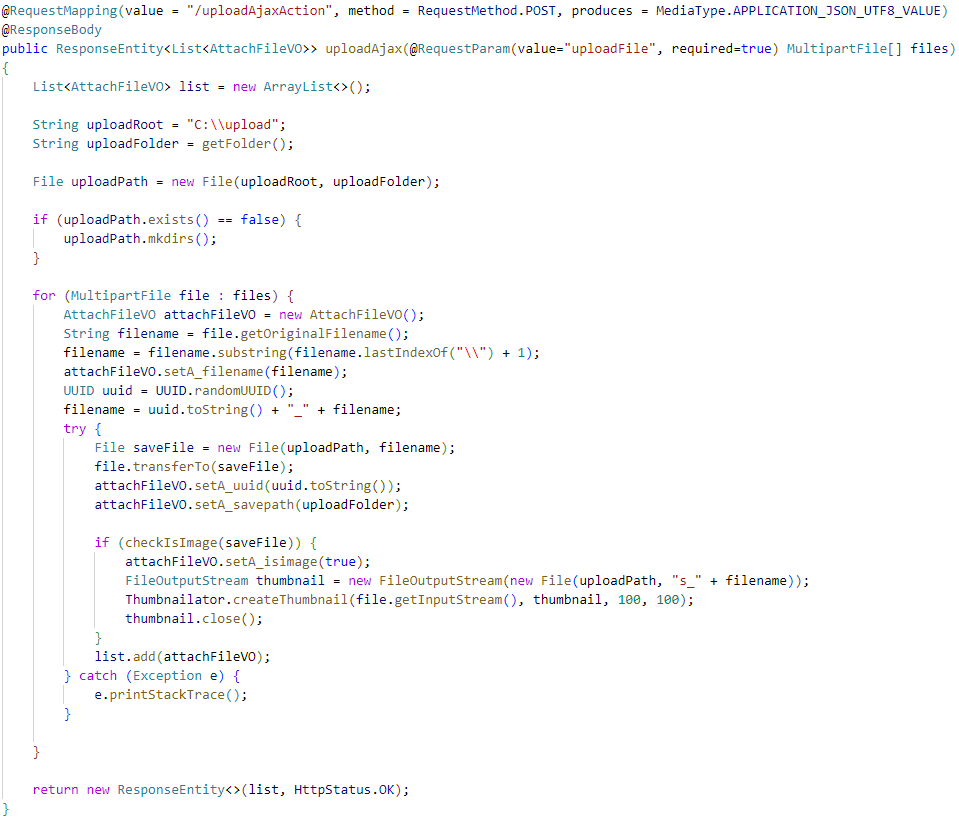 @RequestMapping(value = "/uploadAjaxAction", method = RequestMethod.POST, produces = MediaType.APPLICATION_JSON_UTF8_VALUE)
@ResponseBody
public ResponseEntity<List<AttachFileVO>> uploadAjax(@RequestParam(value="uploadFile", required=true) MultipartFile[] files)
{
    List<AttachFileVO> list = new ArrayList<>();
    String uploadRoot = "C:\\upload";
    String uploadFolder = getFolder();
    File uploadPath = new File(uploadRoot, uploadFolder);
    if (uploadPath.exists() == false) {
        uploadPath.mkdirs();
    }
    for (MultipartFile file : files) {
        AttachFileVO attachFileVO = new AttachFileVO();
        String filename = file.getOriginalFilename();
        filename = filename.substring(filename.lastIndexOf("\\") + 1);
        attachFileVO.setA_filename(filename);
        UUID uuid = UUID.randomUUID();
        filename = uuid.toString() + "_" + filename;
        try {
            File saveFile = new File(uploadPath, filename);
            file.transferTo(saveFile);
            attachFileVO.setA_uuid(uuid.toString());
            attachFileVO.setA_savepath(uploadFolder);
            if (checkIsImage(saveFile)) {
                attachFileVO.setA_isimage(true);
                FileOutputStream thumbnail = new FileOutputStream(new File(uploadPath, "s_" + filename));
                Thumbnailator.createThumbnail(file.getInputStream(), thumbnail, 100, 100);
                thumbnail.close();
            }
            list.add(attachFileVO);
        } catch (Exception e) {
            e.printStackTrace();
        }
    }
    return new ResponseEntity<>(list, HttpStatus.OK);
}